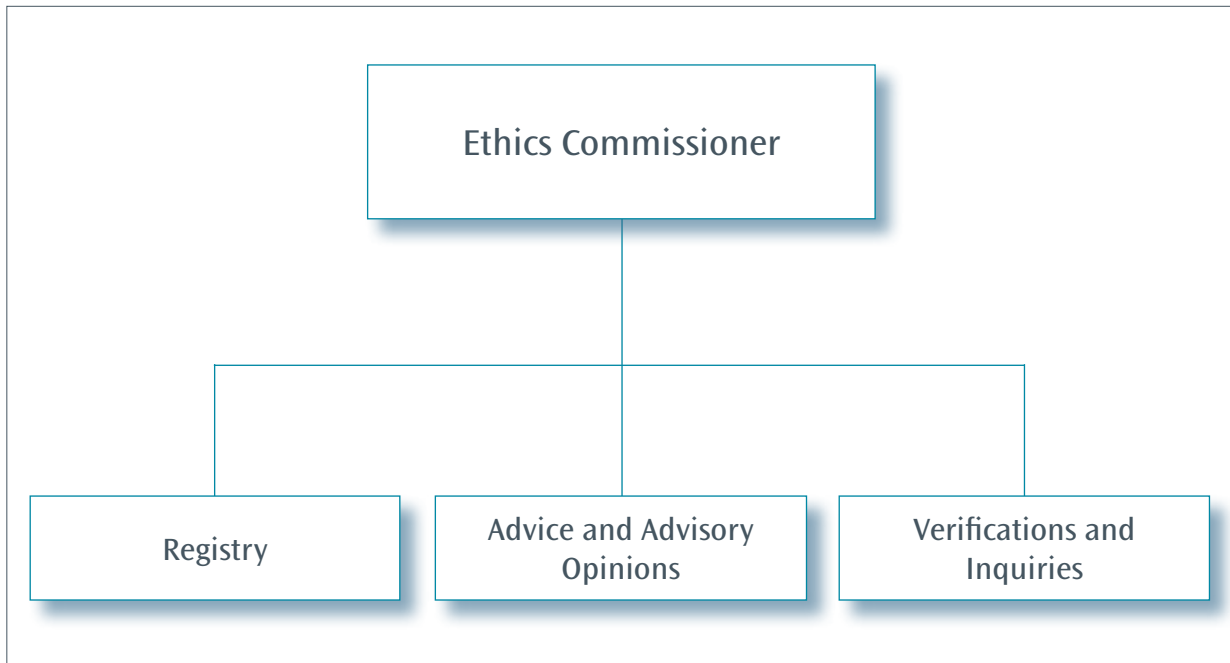 Ethics Commissioner
Registry
Advice and Advisory
Opinions
Verifications and
Inquiries